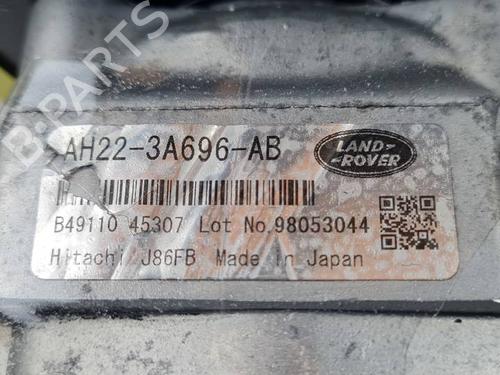 B-PARTS
AH22-3A696-AB
LAND-
-ROVER
B49110 45307 Lot No.98053044
Hitachi J86FB Made in Japan